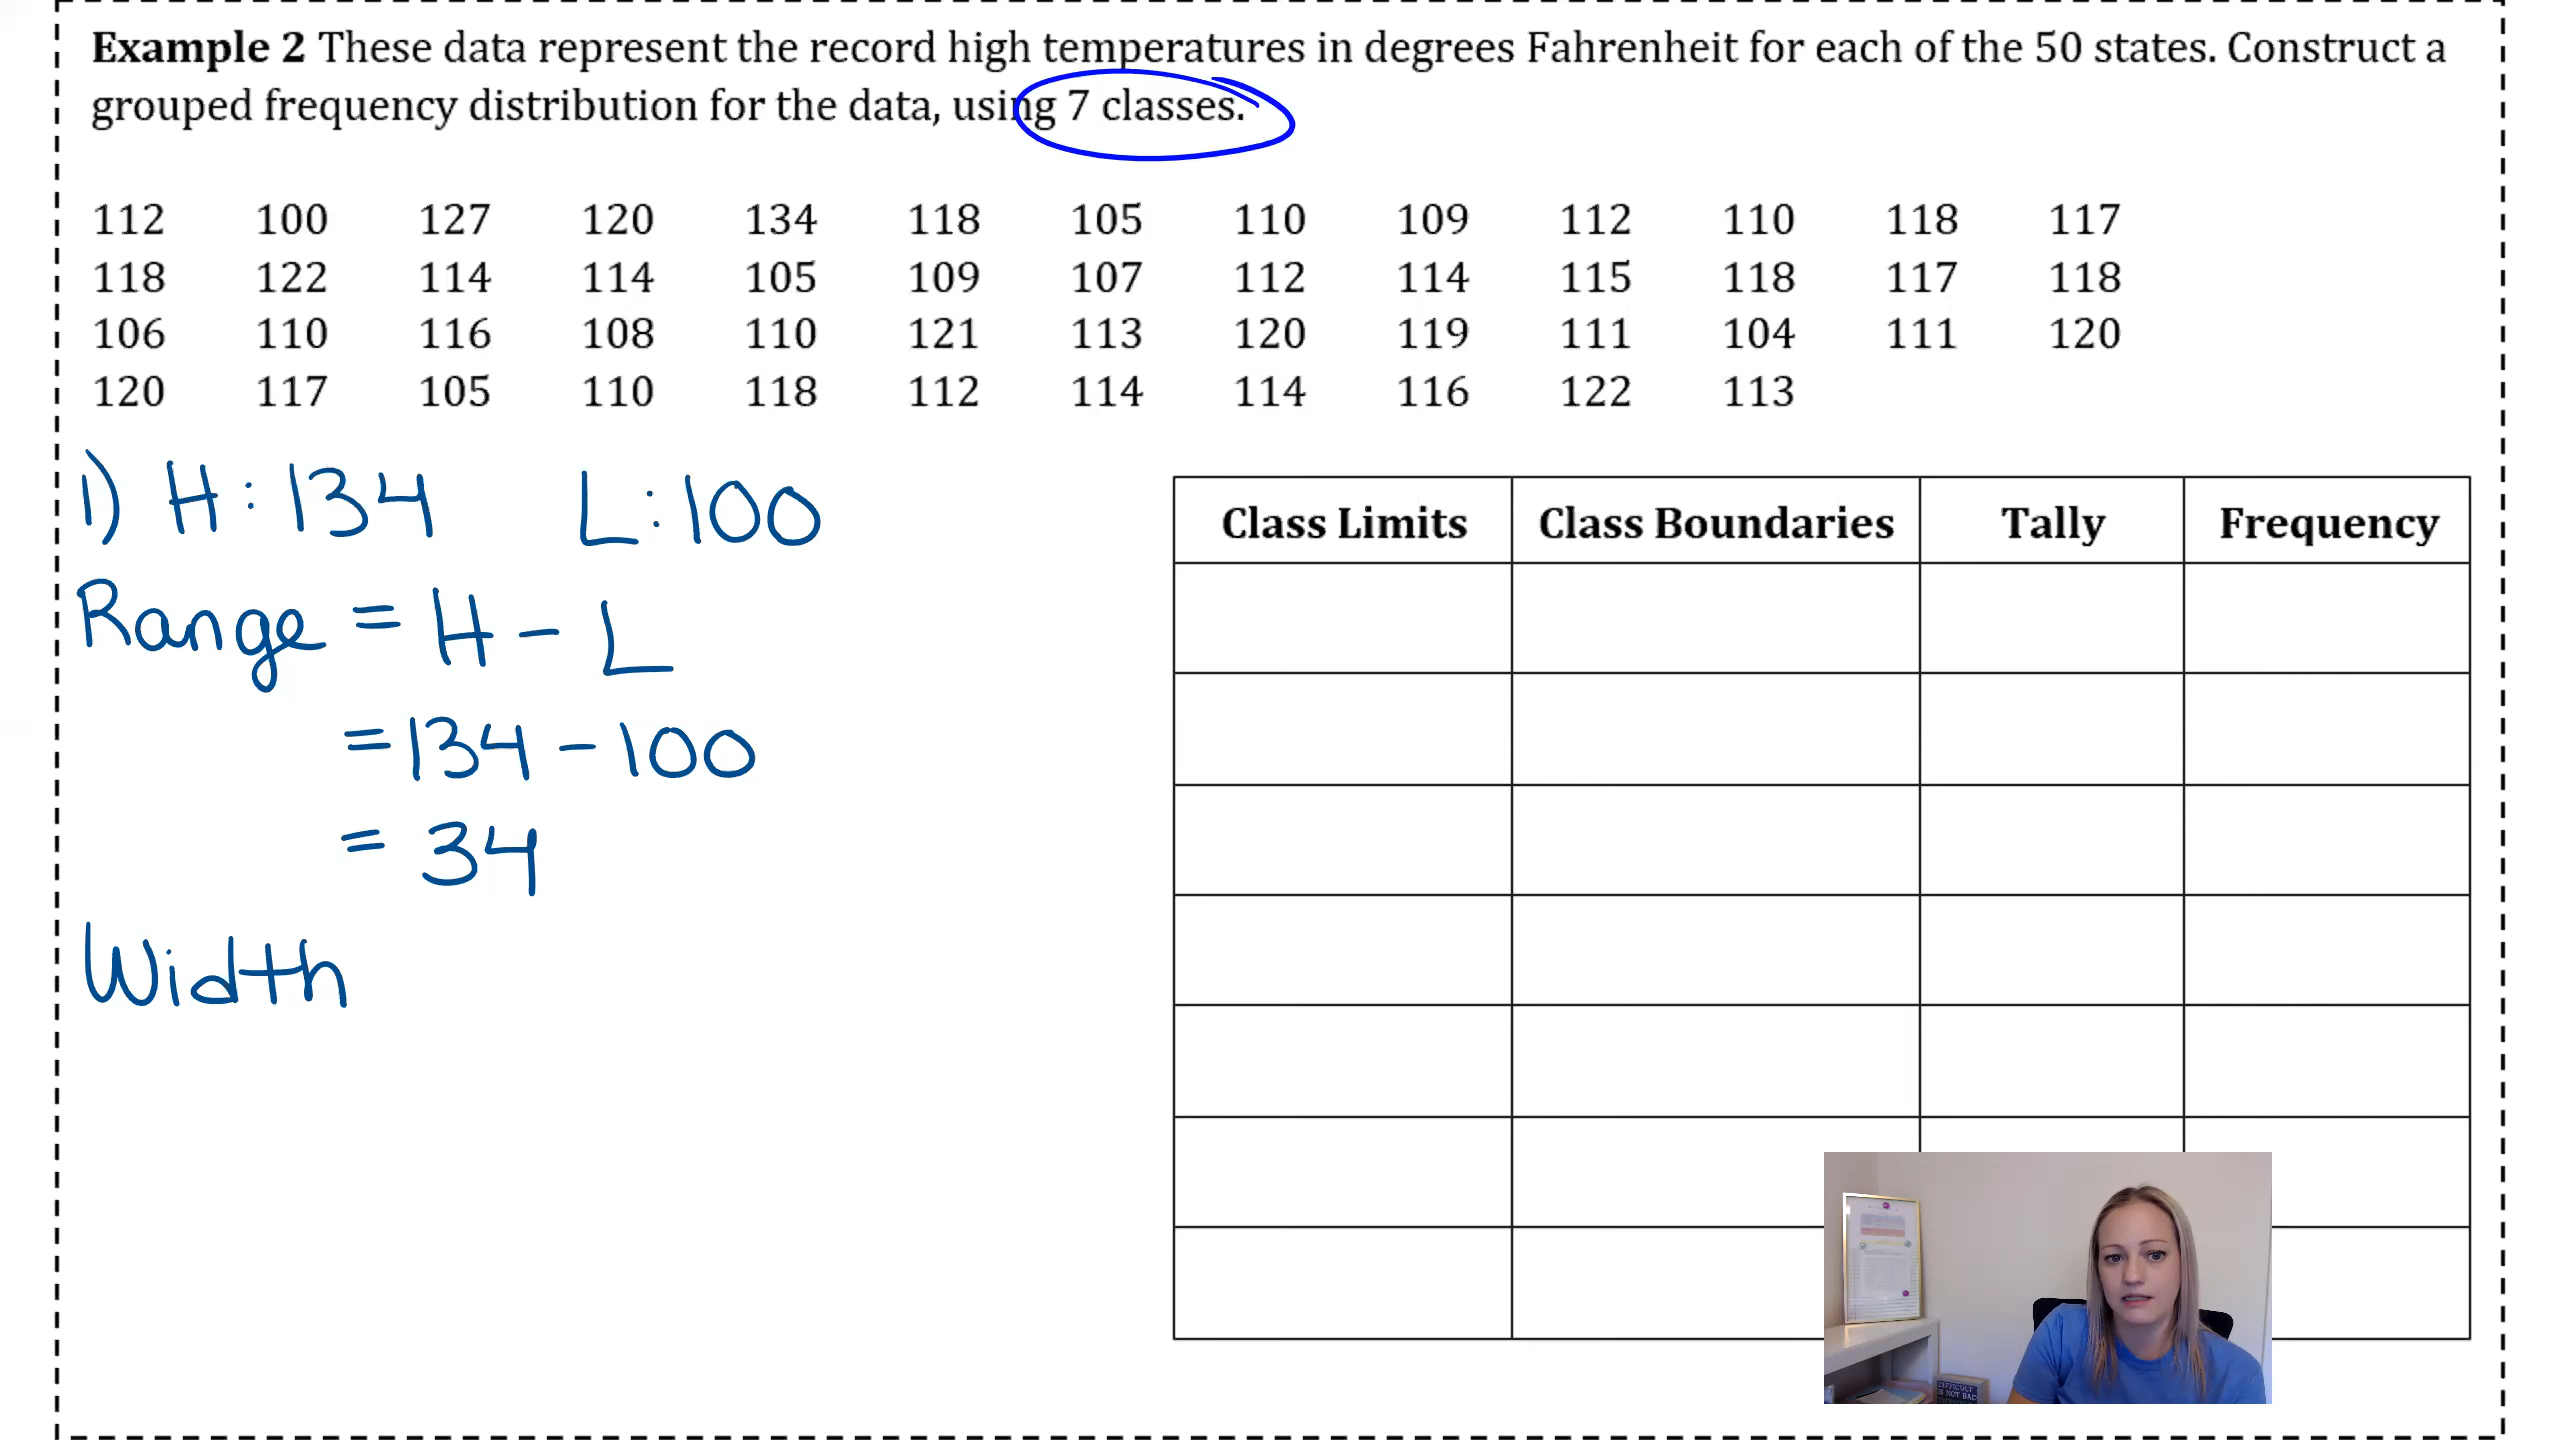 Example 2 These data represent the record high temperatures in degrees Fahrenheit for each of the 50 states. Construct a
grouped frequency distribution for the data, using 7 classes.
112 100 127 120 134 118 105 110 109 112 110 118 117
118 122 114 114 105 109 107 112 114 115 118 117 118
106 110 116 108 110 121 113 120 119 111 104 111 120
120 117 105 110 118 112 114 114 116 122 113
1) H: 134 L: 100
Range = H - L
= 134 - 100
= 34
Width
Class Limits Class Boundaries Tally Frequency
DIFFICULT
IS NOT BAD